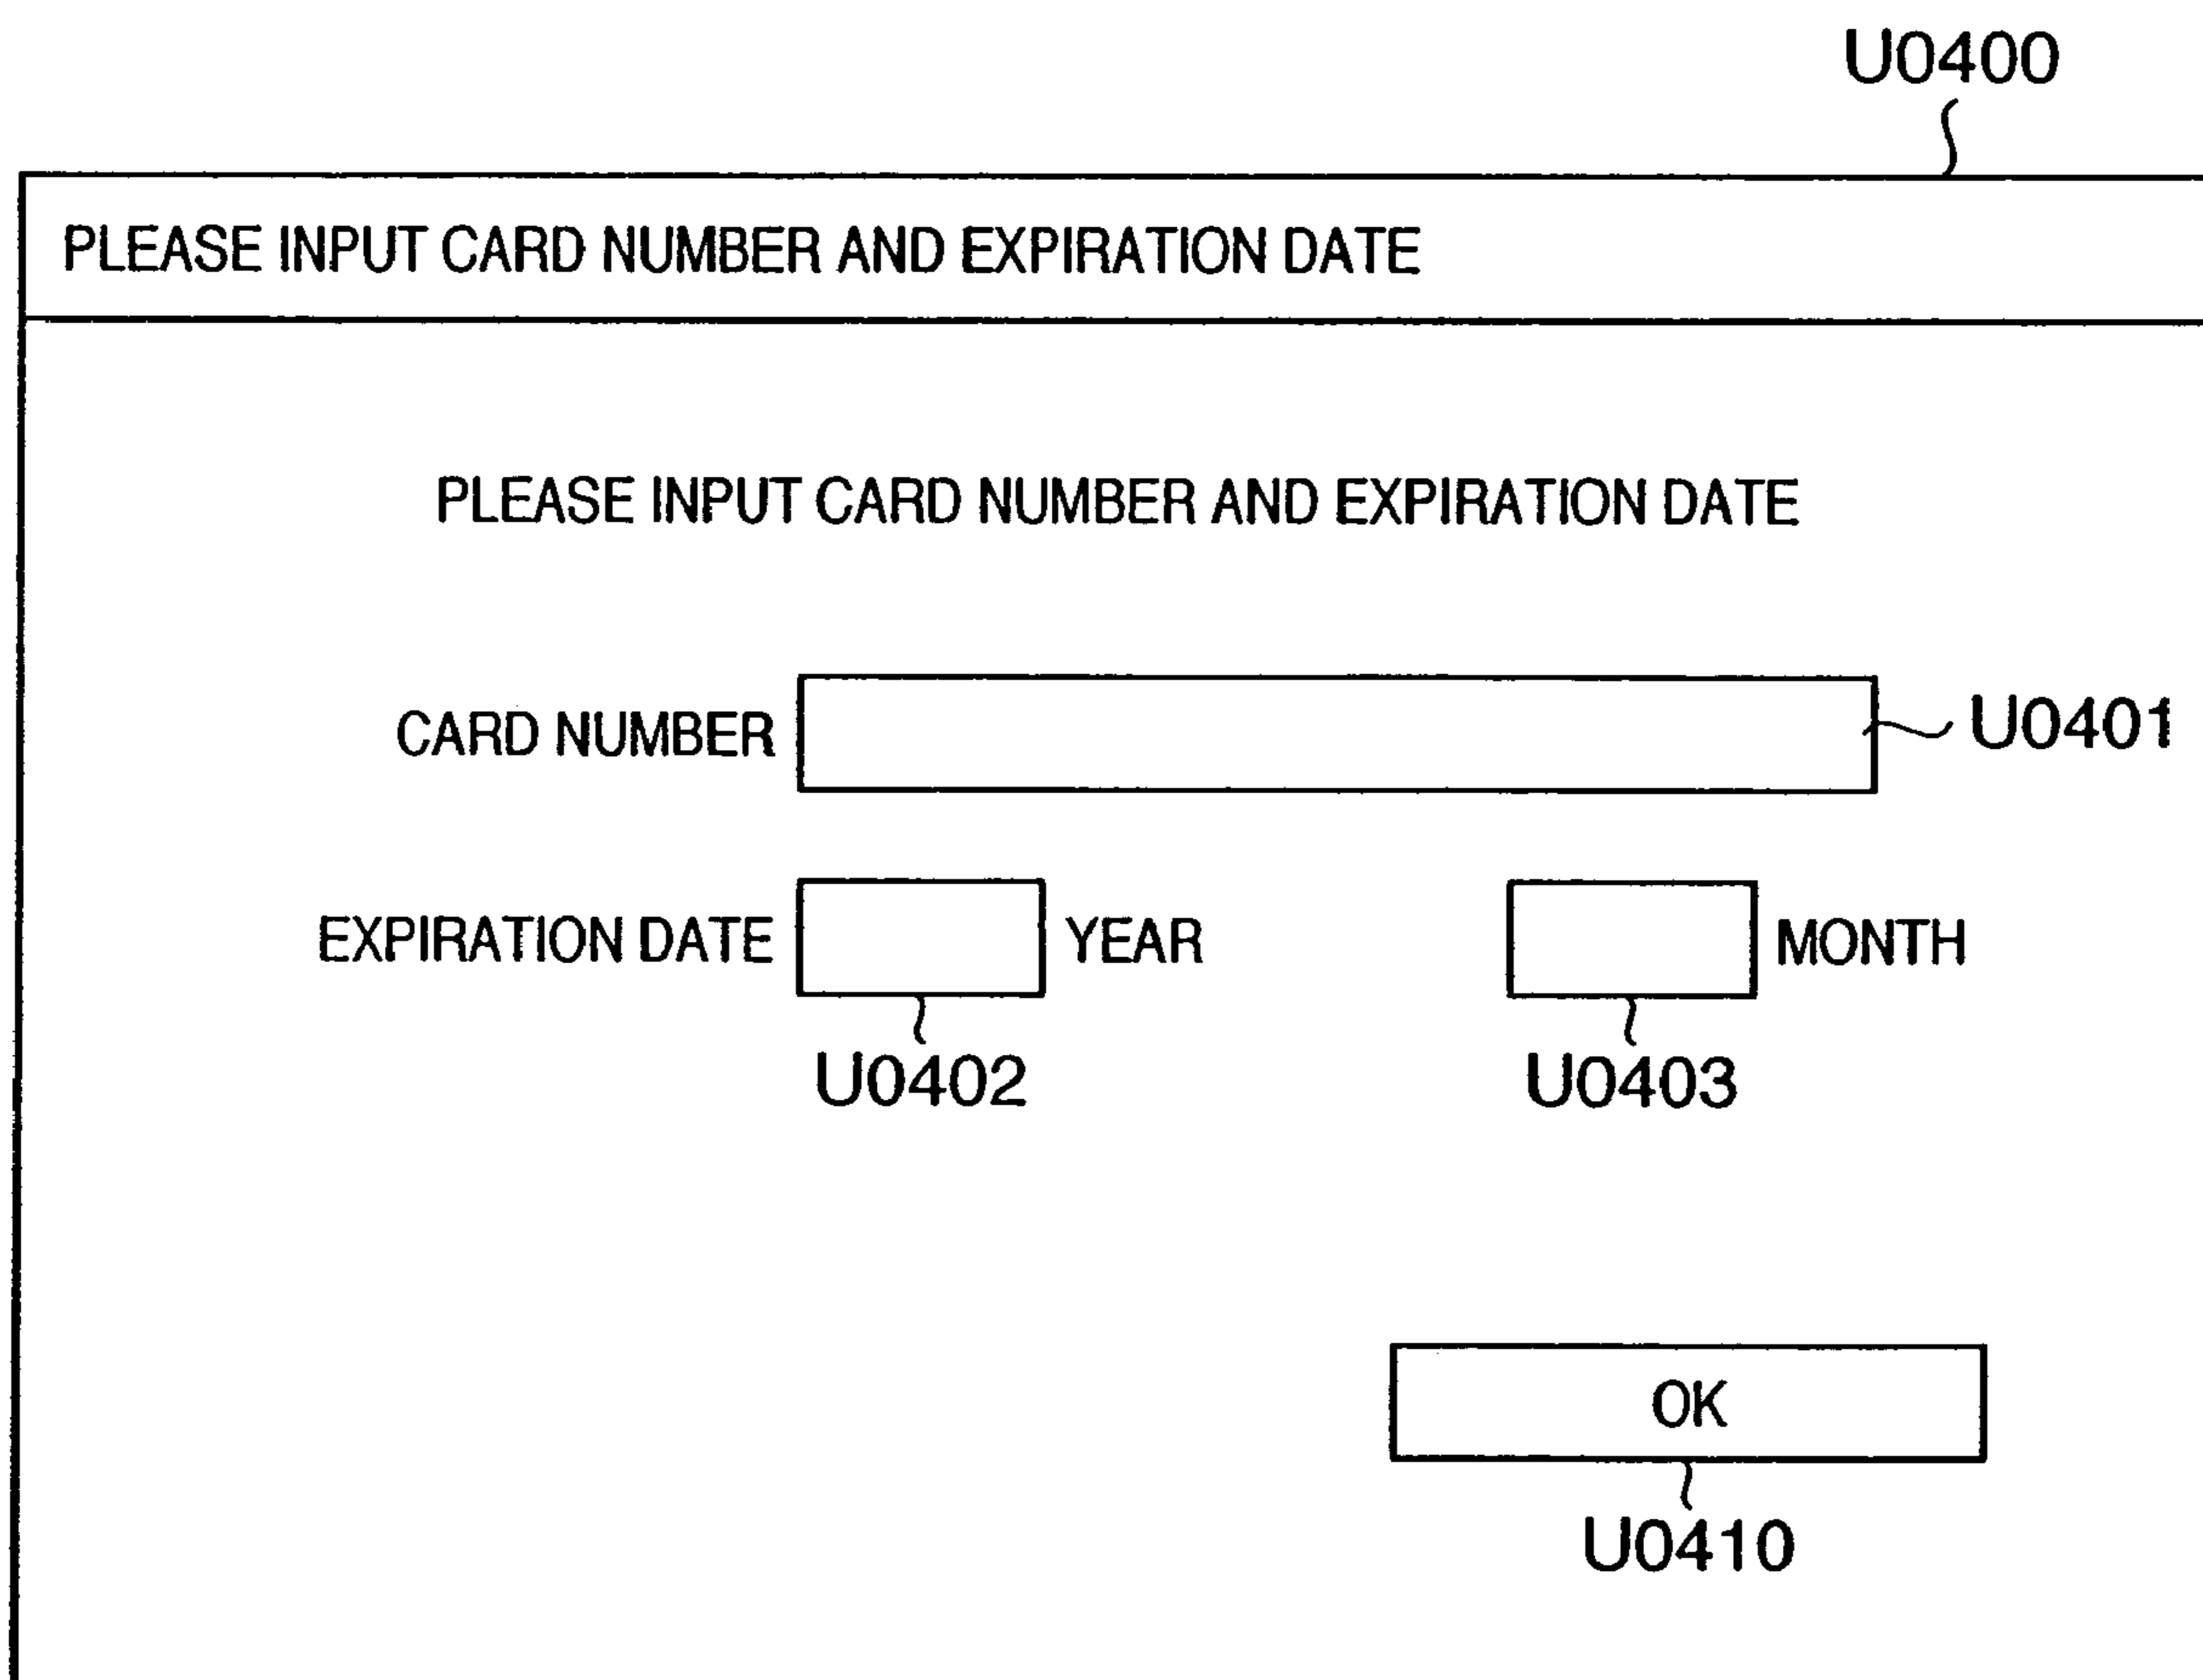 U0400
PLEASE INPUT CARD NUMBER AND EXPIRATION DATE
PLEASE INPUT CARD NUMBER AND EXPIRATION DATE
CARD NUMBER U0401
EXPIRATION DATE YEAR MONTH
U0402 U0403
OK
U0410